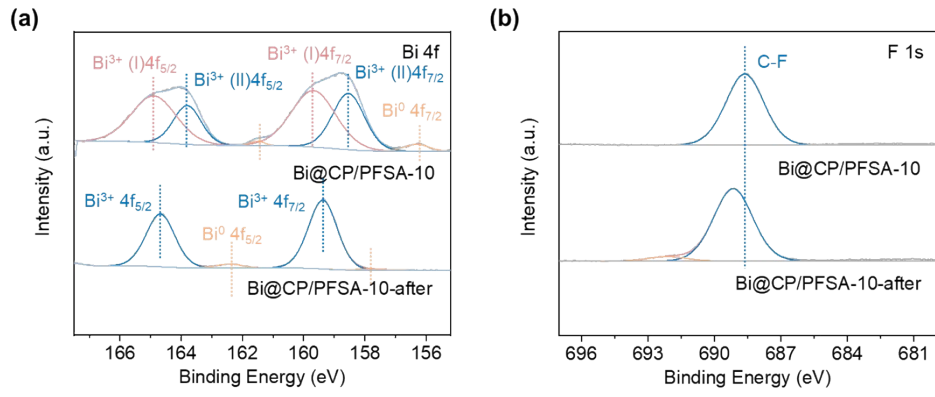 (a)
Bi 4f
Bi³⁺ (I)4f₅/₂
Bi³⁺ (I)4f₇/₂
Bi³⁺ (II)4f₅/₂
Bi³⁺ (II)4f₇/₂
Bi⁰ 4f₇/₂
Bi@CP/PFSA-10
Bi³⁺ 4f₅/₂
Bi³⁺ 4f₇/₂
Bi⁰ 4f₅/₂
Bi@CP/PFSA-10-after
Intensity (a.u.)
166 164 162 160 158 156
Binding Energy (eV)
(b)
F 1s
C-F
Bi@CP/PFSA-10
Bi@CP/PFSA-10-after
Intensity (a.u.)
696 693 690 687 684 681
Binding Energy (eV)